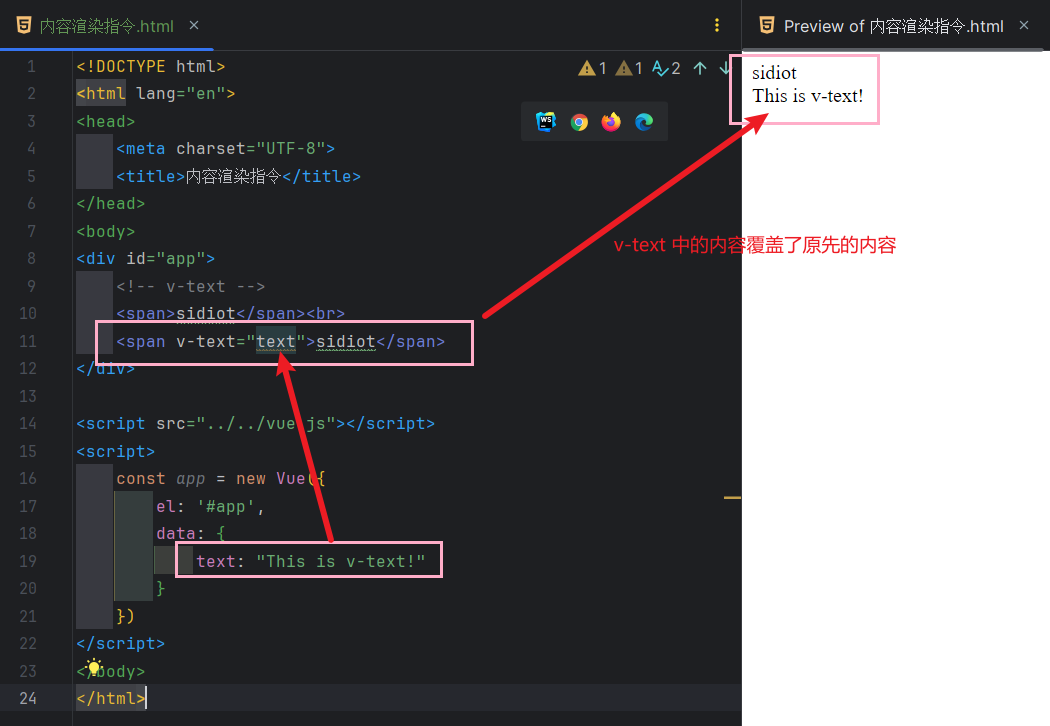 内容渲染指令.html
Preview of 内容渲染指令.html
1 <!DOCTYPE html>
2 <html lang="en">
3 <head>
4 <meta charset="UTF-8">
5 <title>内容渲染指令</title>
6 </head>
7 <body>
8 <div id="app">
9 <!-- v-text -->
10 <span>sidiot</span><br>
11 <span v-text="text">sidiot</span>
12 </div>
13
14 <script src="../../vue.js"></script>
15 <script>
16 const app = new Vue({
17 el: '#app',
18 data: {
19 text: "This is v-text!"
20 }
21 })
22 </script>
23 </body>
24 </html>
1 1 2
WS
sidiot
This is v-text!
v-text 中的内容覆盖了原先的内容